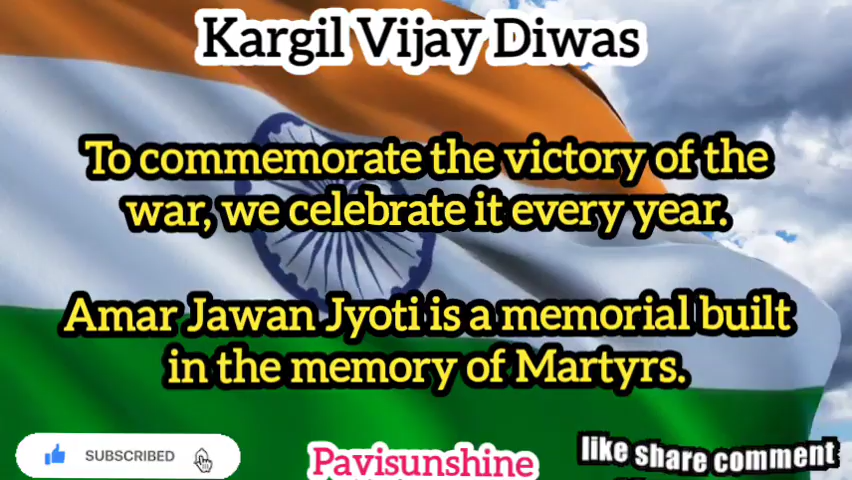 Kargil Vijay Diwas
To commemorate the victory of the
war, we celebrate it every year.
Amar Jawan Jyoti is a memorial built
in the memory of Martyrs.
SUBSCRIBED
Pavisunshine
like share comment